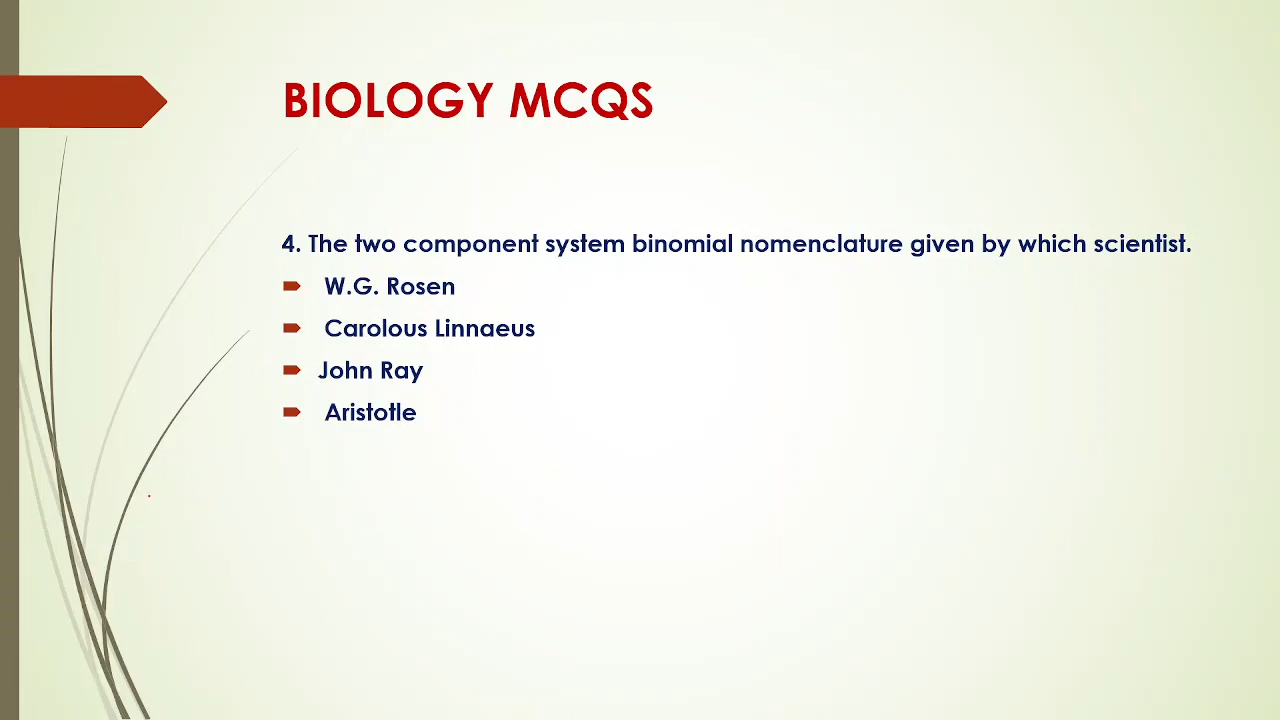 BIOLOGY MCQS
4. The two component system binomial nomenclature given by which scientist.
W.G. Rosen
Carolous Linnaeus
John Ray
Aristotle